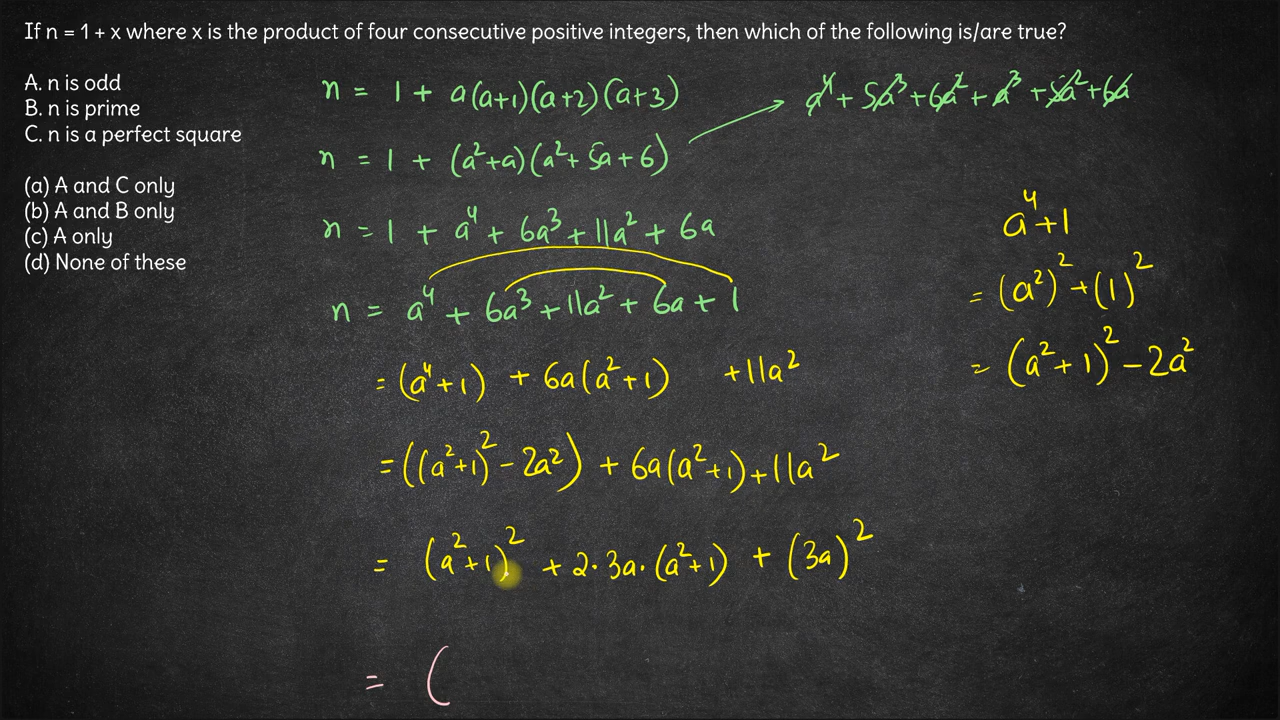 If n = 1 + x where x is the product of four consecutive positive integers, then which of the following is/are true?
A. n is odd
B. n is prime
C. n is a perfect square
(a) A and C only
(b) A and B only
(c) A only
(d) None of these
n = 1 + a(a+1)(a+2)(a+3)
a⁴ + 5a³ + 6a² + a³ + 5a² + 6a
n = 1 + (a²+a)(a²+5a+6)
n = 1 + a⁴ + 6a³ + 11a² + 6a
n = a⁴ + 6a³ + 11a² + 6a + 1
= (a⁴+1) + 6a(a²+1) + 11a²
= ((a²+1)² - 2a²) + 6a(a²+1) + 11a²
= (a²+1)² + 2·3a·(a²+1) + (3a)²
= (
a⁴+1
= (a²)² + (1)²
= (a²+1)² - 2a²